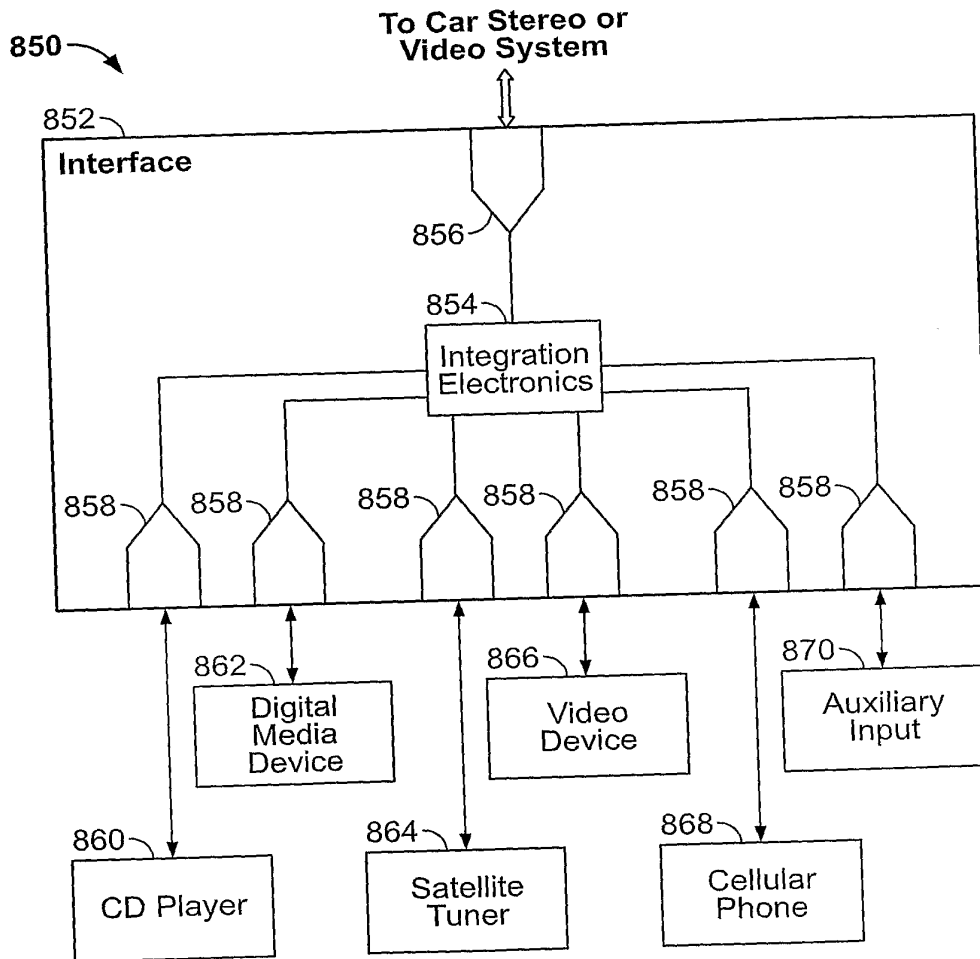 To Car Stereo or
Video System
850
852
Interface
856
854
Integration
Electronics
858
858
858
858
858
858
862
Digital
Media
Device
866
Video
Device
870
Auxiliary
Input
860
CD Player
864
Satellite
Tuner
868
Cellular
Phone